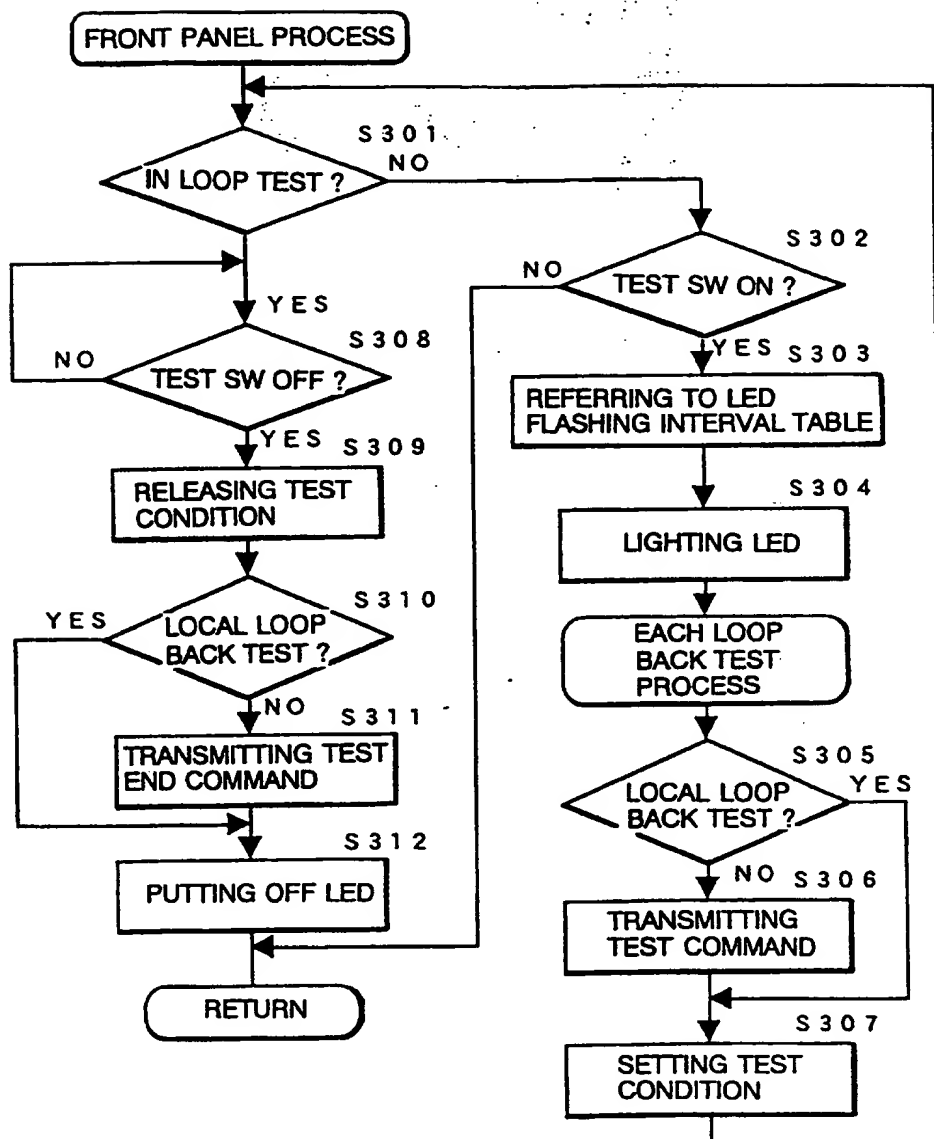 FRONT PANEL PROCESS
S301
IN LOOP TEST ?
NO
YES
S302
TEST SW ON ?
NO
YES
S303
REFERRING TO LED
FLASHING INTERVAL TABLE
S304
LIGHTING LED
EACH LOOP
BACK TEST
PROCESS
S305
LOCAL LOOP
BACK TEST ?
YES
NO
S306
TRANSMITTING
TEST COMMAND
S307
SETTING TEST
CONDITION
S308
TEST SW OFF ?
NO
YES
S309
RELEASING TEST
CONDITION
S310
LOCAL LOOP
BACK TEST ?
YES
NO
S311
TRANSMITTING TEST
END COMMAND
S312
PUTTING OFF LED
RETURN